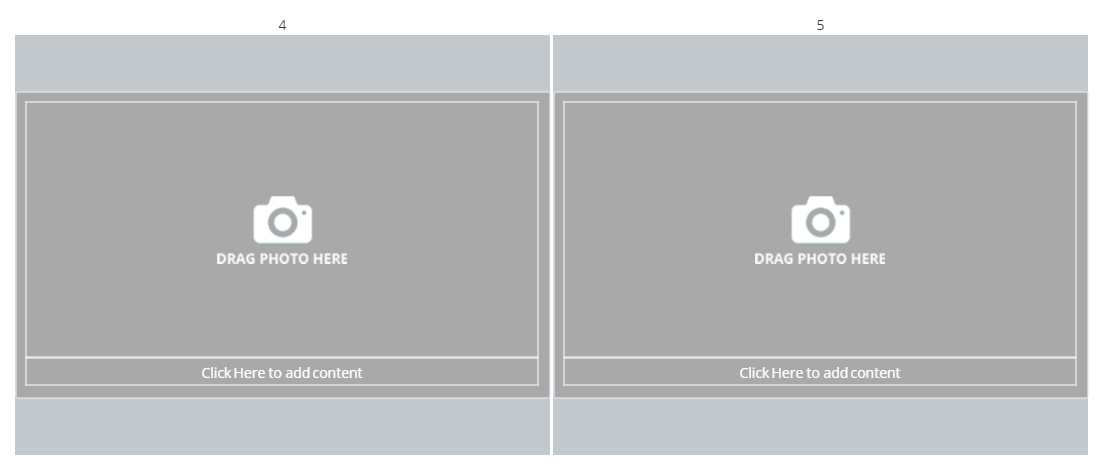 4
5
DRAG PHOTO HERE
Click Here to add content
DRAG PHOTO HERE
Click Here to add content